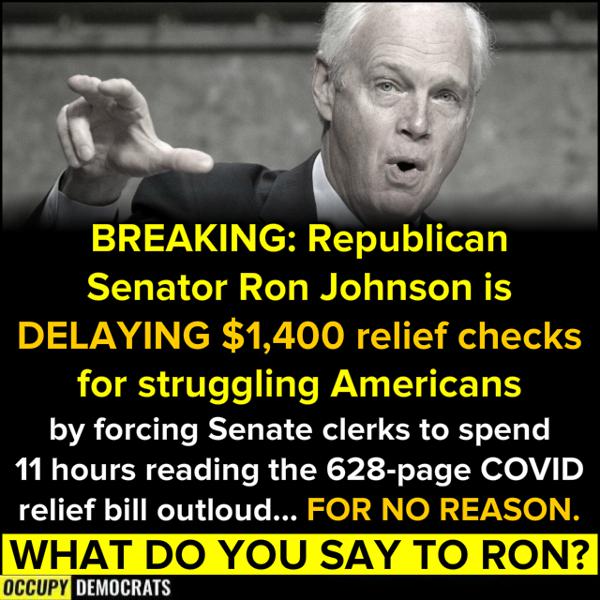 BREAKING: Republican
Senator Ron Johnson is
DELAYING $1,400 relief checks
for struggling Americans
by forcing Senate clerks to spend
11 hours reading the 628-page COVID
relief bill outloud... FOR NO REASON.
WHAT DO YOU SAY TO RON?
OCCUPY DEMOCRATS